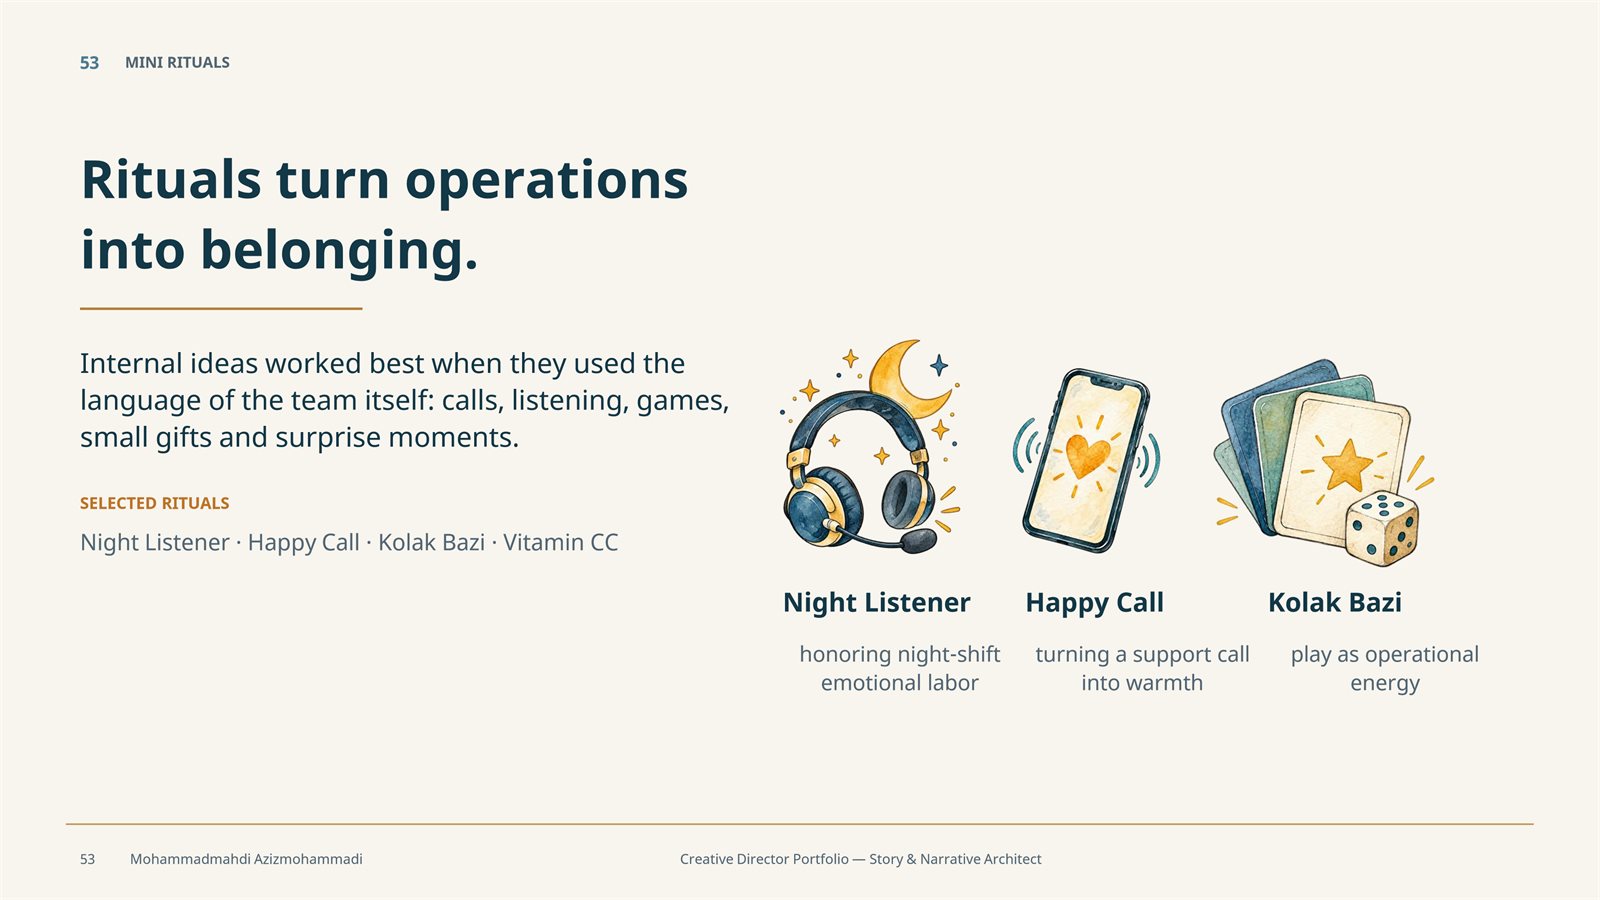 53 MINI RITUALS
Rituals turn operations
into belonging.
Internal ideas worked best when they used the
language of the team itself: calls, listening, games,
small gifts and surprise moments.
SELECTED RITUALS
Night Listener · Happy Call · Kolak Bazi · Vitamin CC
Night Listener
honoring night-shift
emotional labor
Happy Call
turning a support call
into warmth
Kolak Bazi
play as operational
energy
53 Mohammadmahdi Azizmohammadi
Creative Director Portfolio — Story & Narrative Architect